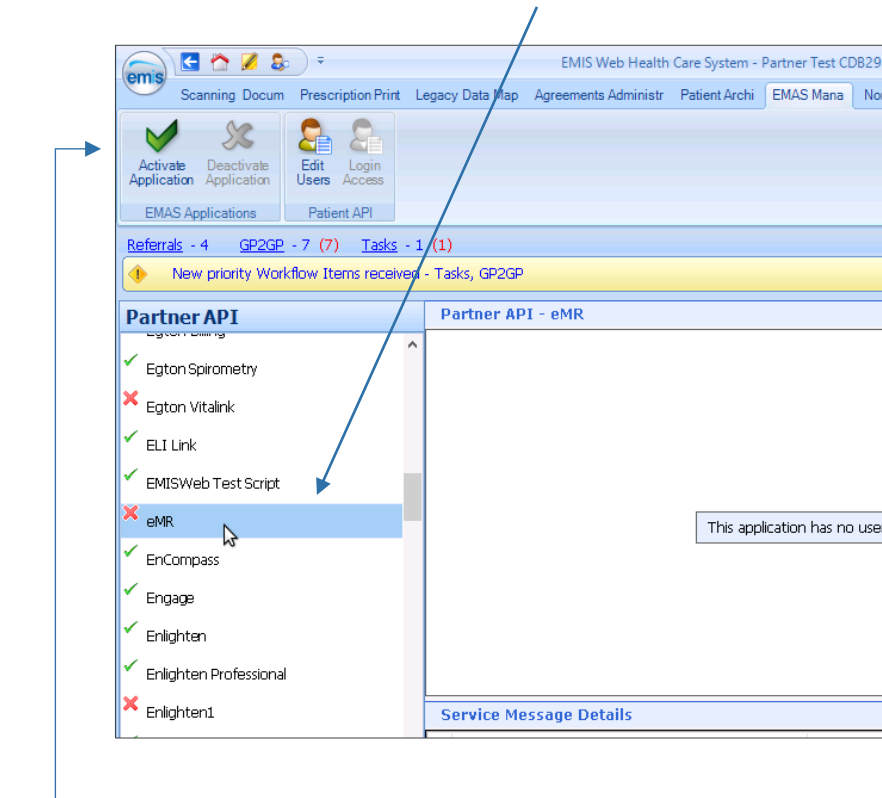 emis
EMIS Web Health Care System - Partner Test CDB29
Scanning Docum Prescription Print Legacy Data Map Agreements Administr Patient Archi EMAS Mana No
Activate Application
Deactivate Application
Edit Users
Login Access
EMAS Applications
Patient API
Referrals - 4 GP2GP - 7 (7) Tasks - 1 (1)
New priority Workflow Items received - Tasks, GP2GP
Partner API
Partner API - eMR
Egton Spirometry
Egton Vitalink
ELI Link
EMISWeb Test Script
eMR
This application has no use
EnCompass
Engage
Enlighten
Enlighten Professional
Enlighten1
Service Message Details